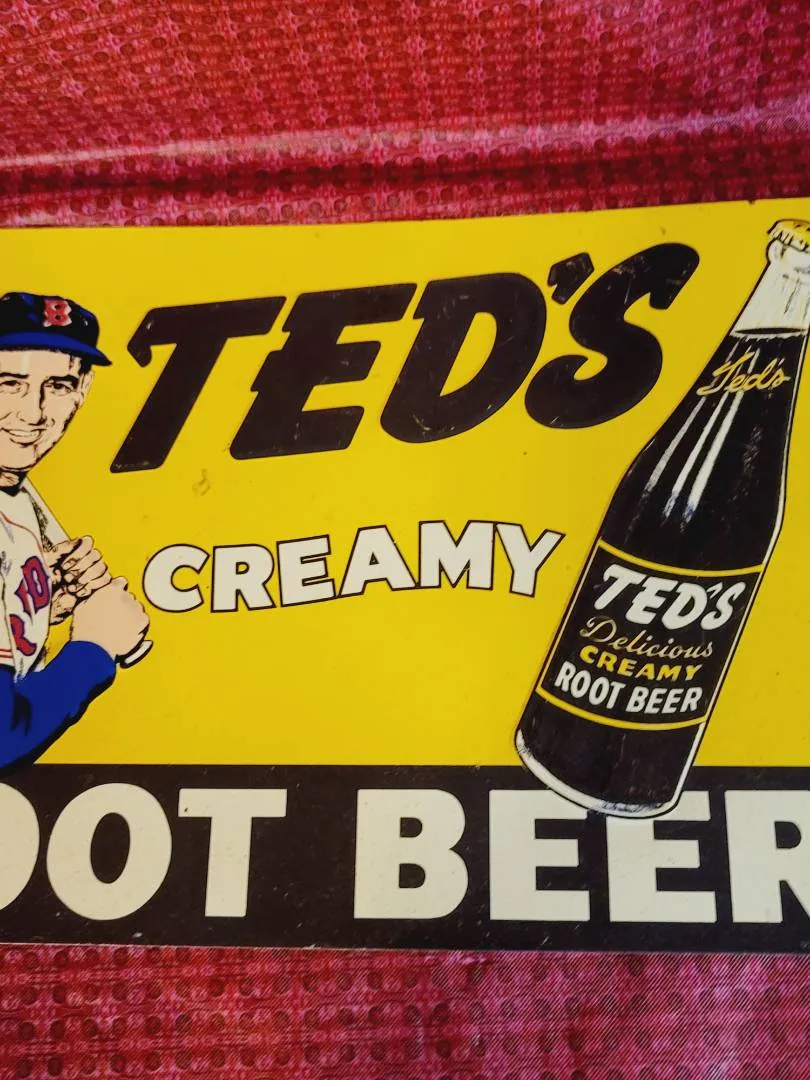 TED'S
CREAMY
OOT BEER
B
Ted's
TED'S
Delicious
CREAMY
ROOT BEER